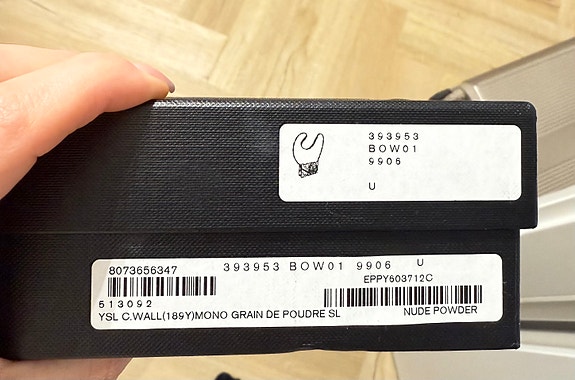 393953
BOW01
9906
U
8073656347
393953 BOW01 9906 U
EPPY603712C
513092
YSL C.WALL(189Y)MONO GRAIN DE POUDRE SL
NUDE POWDER